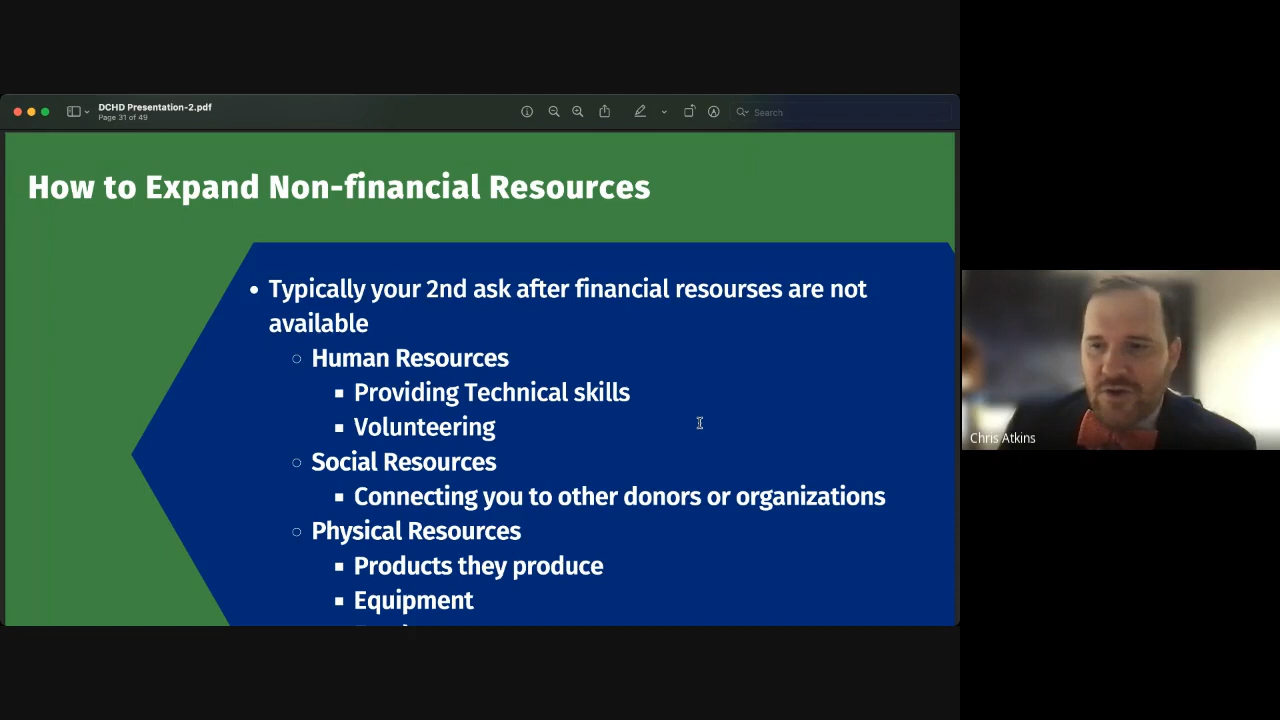 DCHD Presentation-2.pdf
Page 31 of 49
Search
How to Expand Non-financial Resources
• Typically your 2nd ask after financial resourses are not
available
○ Human Resources
▪ Providing Technical skills
▪ Volunteering
○ Social Resources
▪ Connecting you to other donors or organizations
○ Physical Resources
▪ Products they produce
▪ Equipment
Chris Atkins